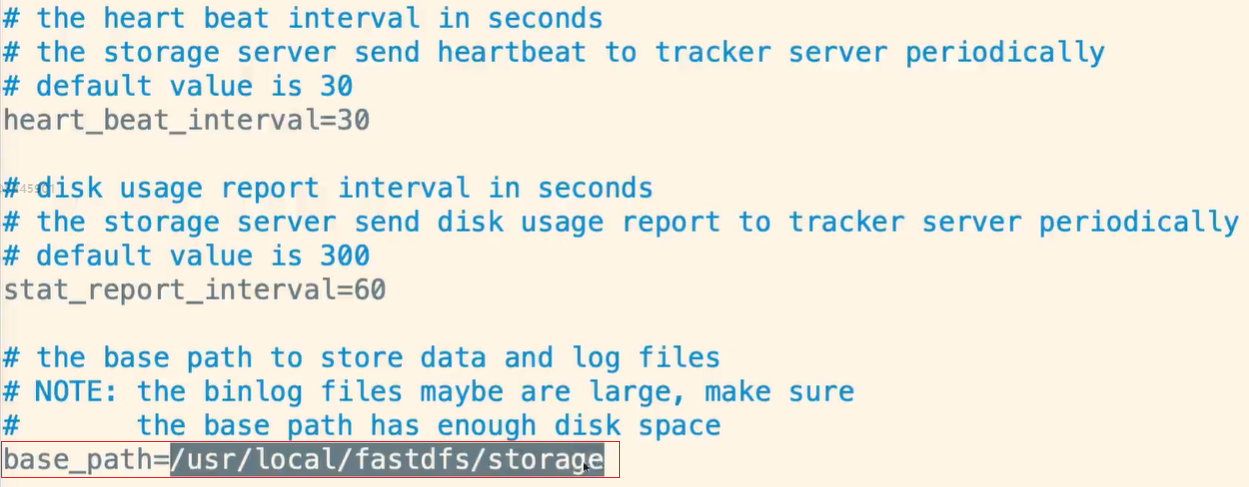 # the heart beat interval in seconds
# the storage server send heartbeat to tracker server periodically
# default value is 30
heart_beat_interval=30
# disk usage report interval in seconds
# the storage server send disk usage report to tracker server periodically
# default value is 300
stat_report_interval=60
# the base path to store data and log files
# NOTE: the binlog files maybe are large, make sure
#       the base path has enough disk space
base_path=/usr/local/fastdfs/storage